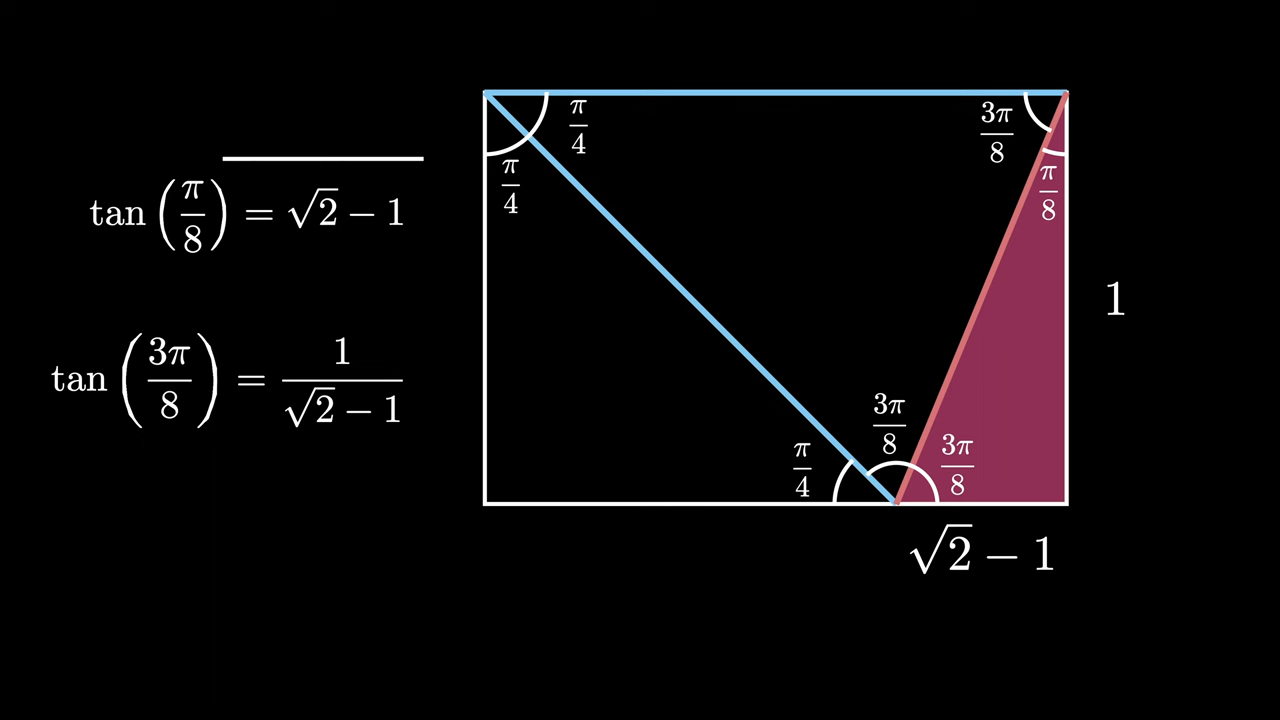 tan(π/8) = √2 − 1
tan(3π/8) = 1/(√2 − 1)
π/4
π/4
3π/8
π/8
1
π/4
3π/8
3π/8
√2 − 1